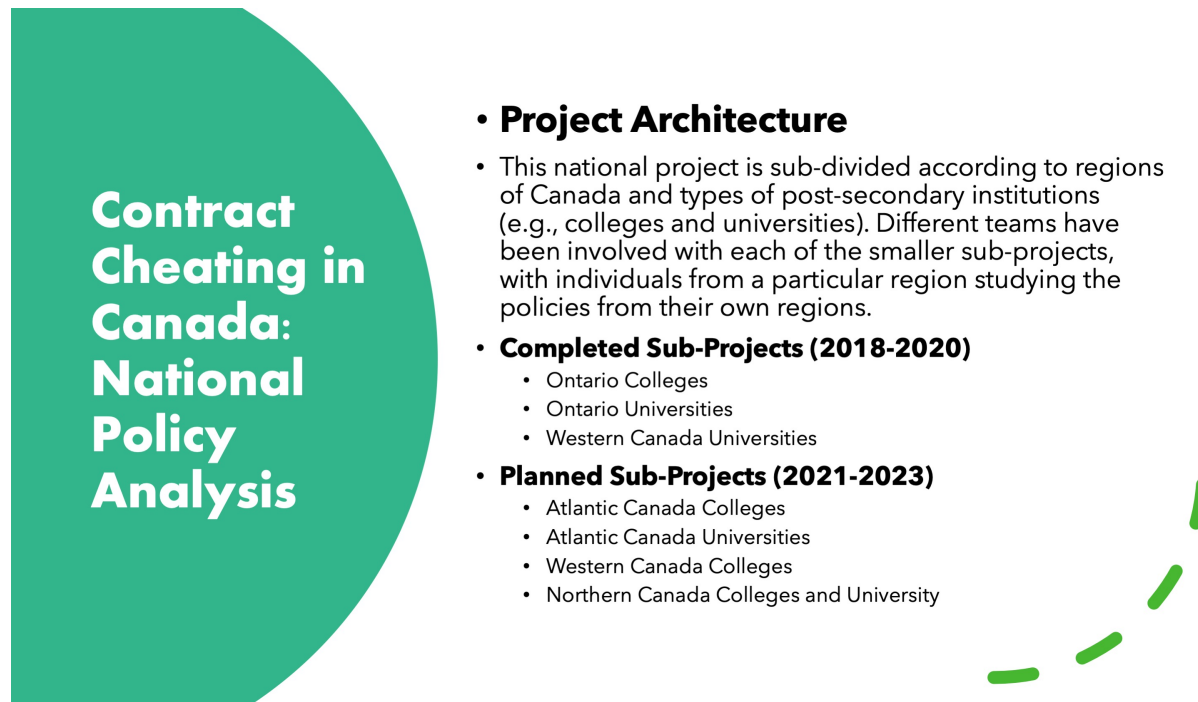 Contract
Cheating in
Canada:
National
Policy
Analysis
• Project Architecture
• This national project is sub-divided according to regions
of Canada and types of post-secondary institutions
(e.g., colleges and universities). Different teams have
been involved with each of the smaller sub-projects,
with individuals from a particular region studying the
policies from their own regions.
• Completed Sub-Projects (2018-2020)
• Ontario Colleges
• Ontario Universities
• Western Canada Universities
• Planned Sub-Projects (2021-2023)
• Atlantic Canada Colleges
• Atlantic Canada Universities
• Western Canada Colleges
• Northern Canada Colleges and University